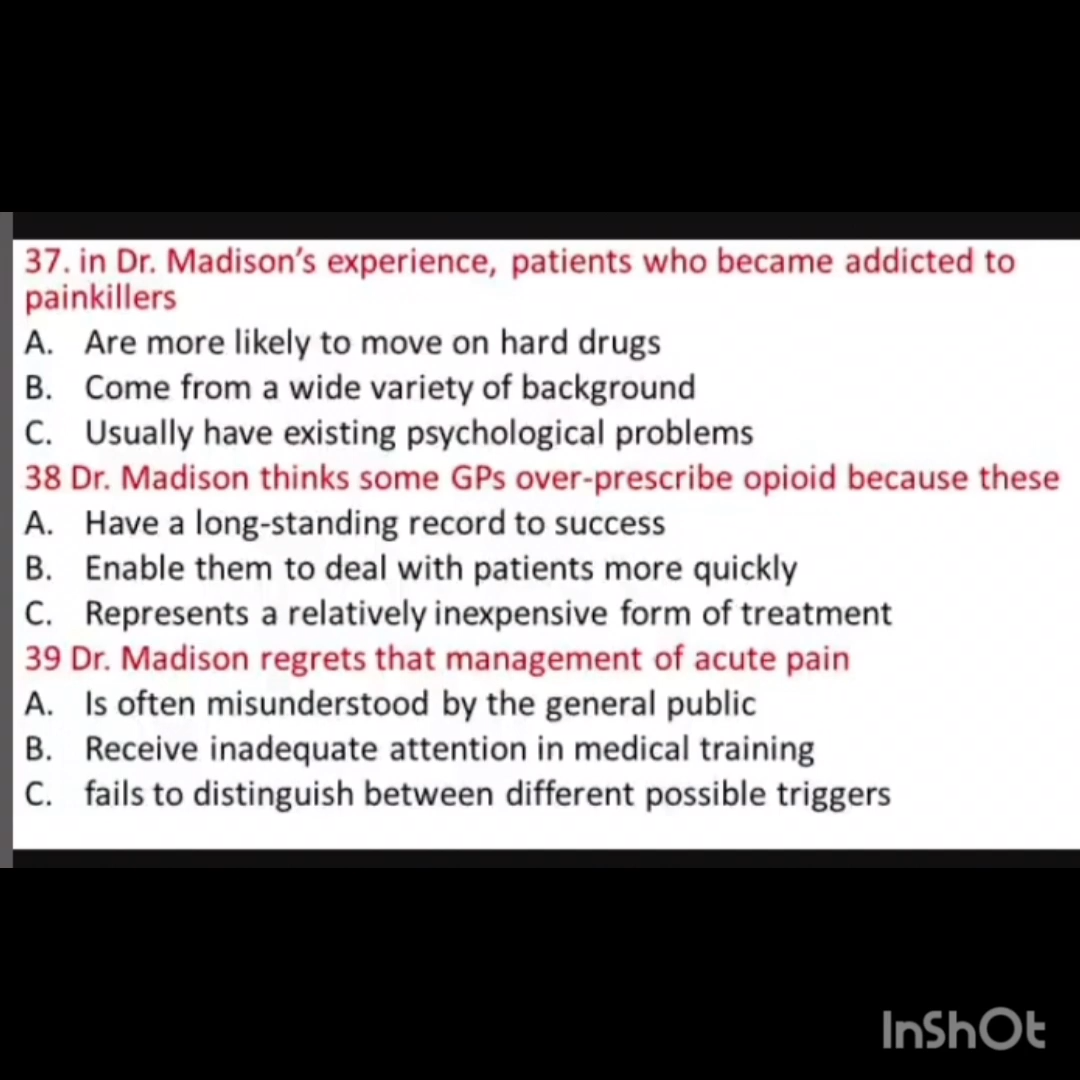 37. in Dr. Madison's experience, patients who became addicted to
painkillers
A. Are more likely to move on hard drugs
B. Come from a wide variety of background
C. Usually have existing psychological problems
38 Dr. Madison thinks some GPs over-prescribe opioid because these
A. Have a long-standing record to success
B. Enable them to deal with patients more quickly
C. Represents a relatively inexpensive form of treatment
39 Dr. Madison regrets that management of acute pain
A. Is often misunderstood by the general public
B. Receive inadequate attention in medical training
C. fails to distinguish between different possible triggers
InShOt